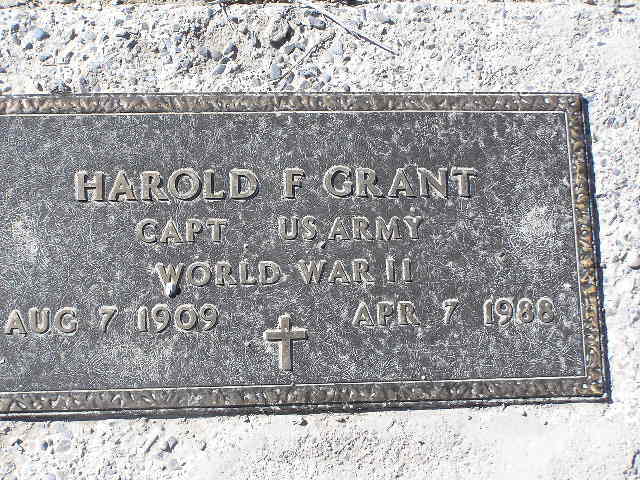 HAROLD F GRANT
CAPT US ARMY
WORLD WAR II
AUG 7 1909 APR 7 1988